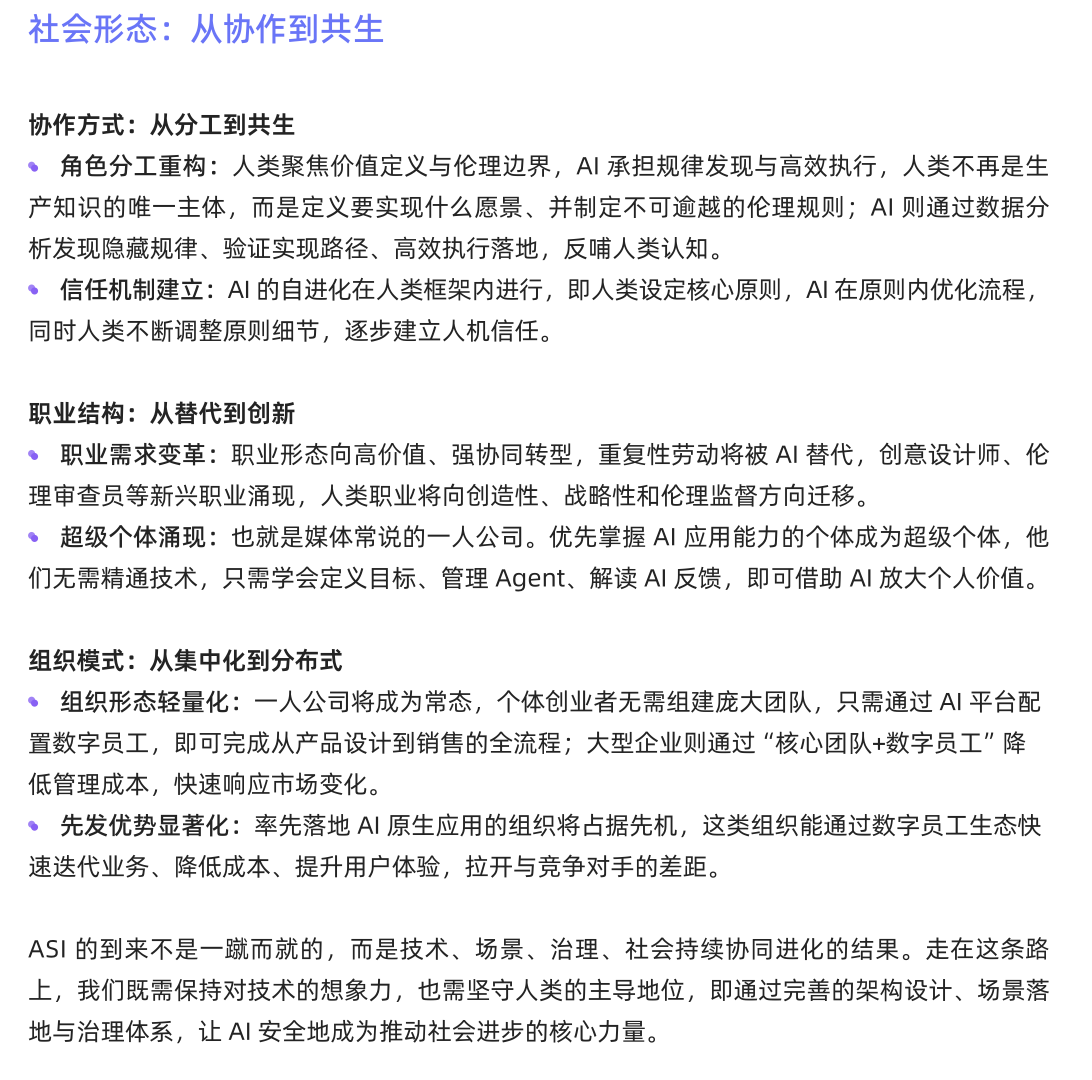 社会形态：从协作到共生
协作方式：从分工到共生
角色分工重构：人类聚焦价值定义与伦理边界，AI 承担规律发现与高效执行，人类不再是生
产知识的唯一主体，而是定义要实现什么愿景、并制定不可逾越的伦理规则；AI 则通过数据分
析发现隐藏规律、验证实现路径、高效执行落地，反哺人类认知。
信任机制建立：AI 的自进化在人类框架内进行，即人类设定核心原则，AI 在原则内优化流程，
同时人类不断调整原则细节，逐步建立人机信任。
职业结构：从替代到创新
职业需求变革：职业形态向高价值、强协同转型，重复性劳动将被 AI 替代，创意设计师、伦
理审查员等新兴职业涌现，人类职业将向创造性、战略性和伦理监督方向迁移。
超级个体涌现：也就是媒体常说的一人公司。优先掌握 AI 应用能力的个体成为超级个体，他
们无需精通技术，只需学会定义目标、管理 Agent、解读 AI 反馈，即可借助 AI 放大个人价值。
组织模式：从集中化到分布式
组织形态轻量化：一人公司将成为常态，个体创业者无需组建庞大团队，只需通过 AI 平台配
置数字员工，即可完成从产品设计到销售的全流程；大型企业则通过“核心团队+数字员工”降
低管理成本，快速响应市场变化。
先发优势显著化：率先落地 AI 原生应用的组织将占据先机，这类组织能通过数字员工生态快
速迭代业务、降低成本、提升用户体验，拉开与竞争对手的差距。
ASI 的到来不是一蹴而就的，而是技术、场景、治理、社会持续协同进化的结果。走在这条路
上，我们既需保持对技术的想象力，也需坚守人类的主导地位，即通过完善的架构设计、场景落
地与治理体系，让 AI 安全地成为推动社会进步的核心力量。